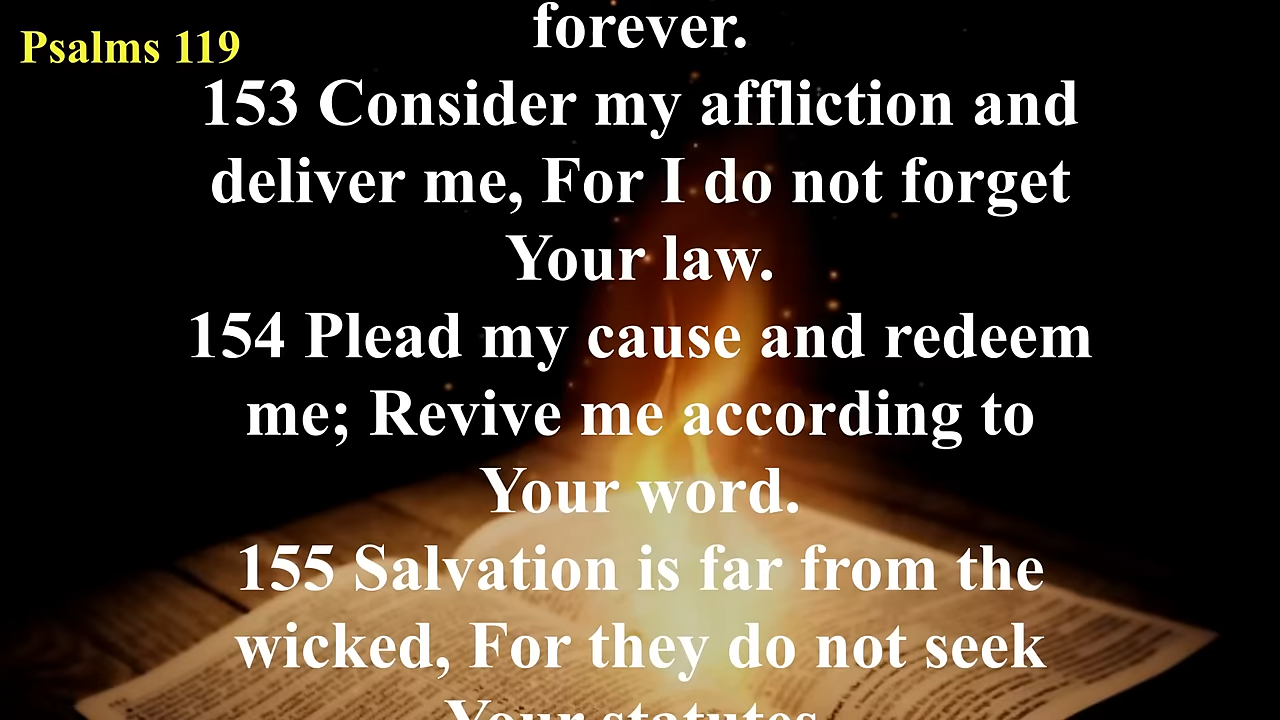 forever.
Psalms 119
153 Consider my affliction and
deliver me, For I do not forget
Your law.
154 Plead my cause and redeem
me; Revive me according to
Your word.
155 Salvation is far from the
wicked, For they do not seek
Your statutes